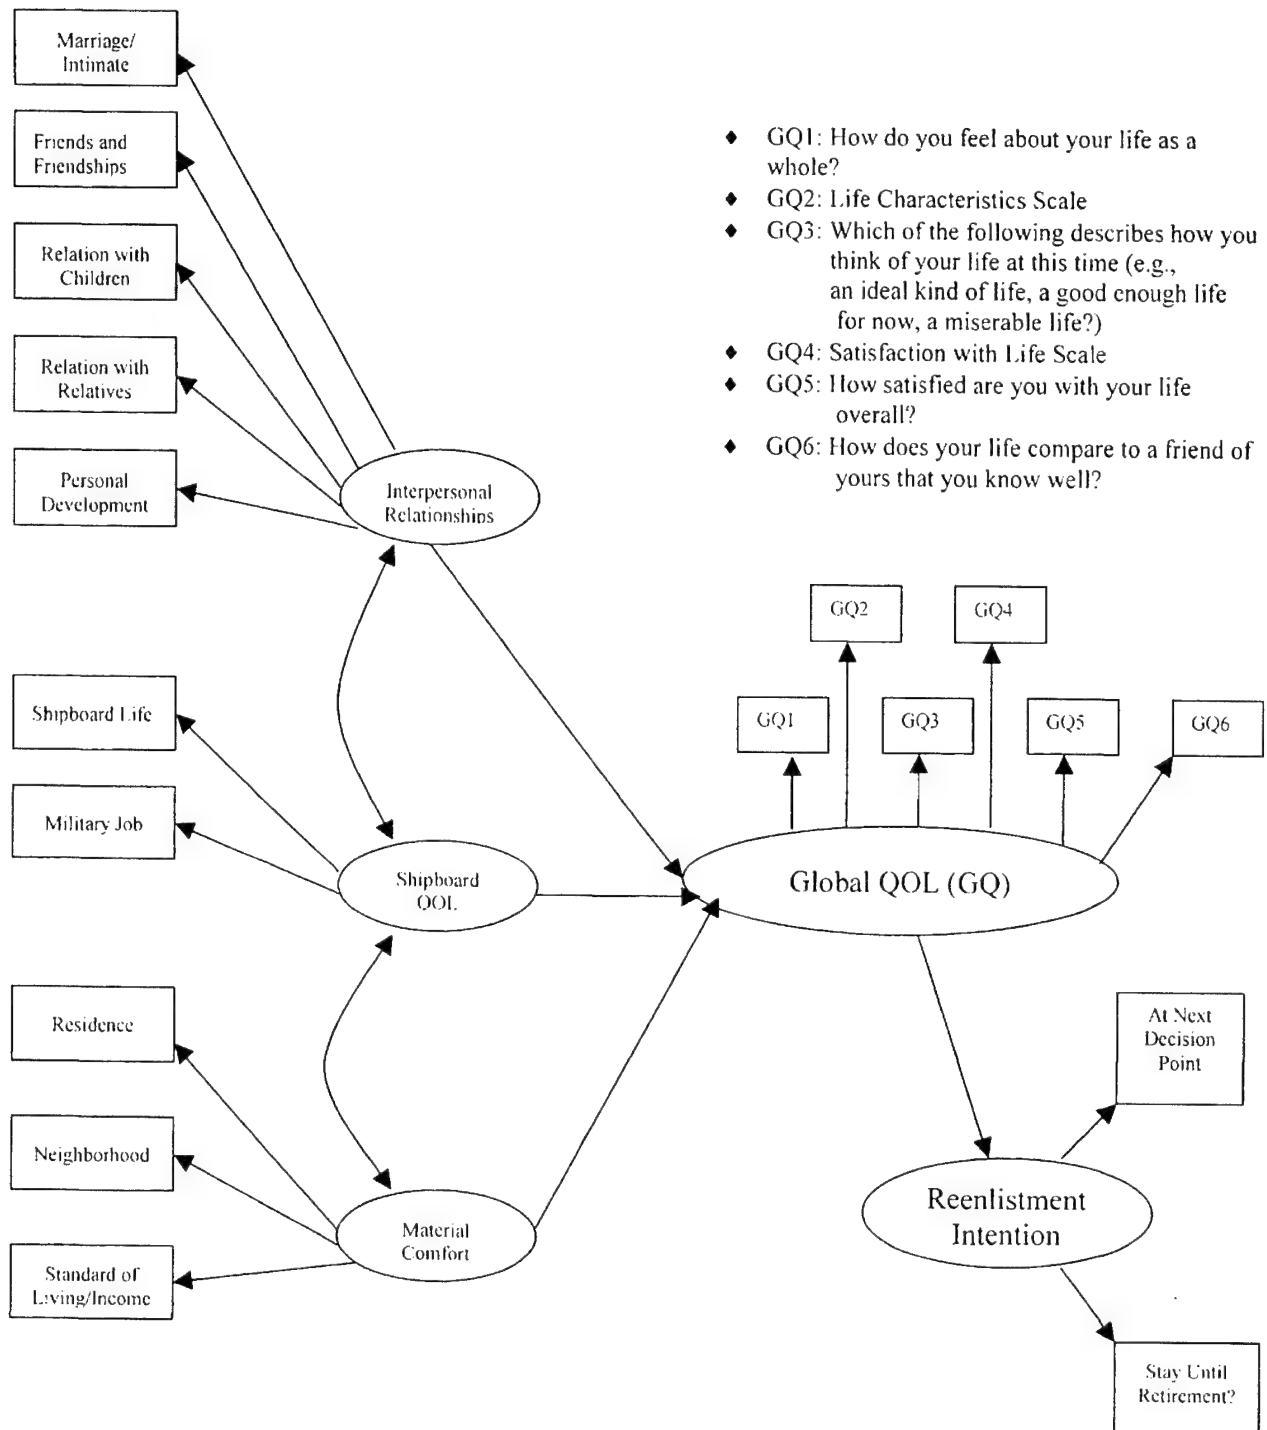 Marriage/
Intimate
Friends and
Friendships
Relation with
Children
Relation with
Relatives
Personal
Development
Interpersonal
Relationships
♦ GQ1: How do you feel about your life as a
whole?
♦ GQ2: Life Characteristics Scale
♦ GQ3: Which of the following describes how you
think of your life at this time (e.g.,
an ideal kind of life, a good enough life
for now, a miserable life?)
♦ GQ4: Satisfaction with Life Scale
♦ GQ5: How satisfied are you with your life
overall?
♦ GQ6: How does your life compare to a friend of
yours that you know well?
GQ2
GQ4
GQ1
GQ3
GQ5
GQ6
Shipboard Life
Military Job
Shipboard
QOL
Global QOL (GQ)
Residence
Neighborhood
Standard of
Living/Income
Material
Comfort
At Next
Decision
Point
Reenlistment
Intention
Stay Until
Retirement?